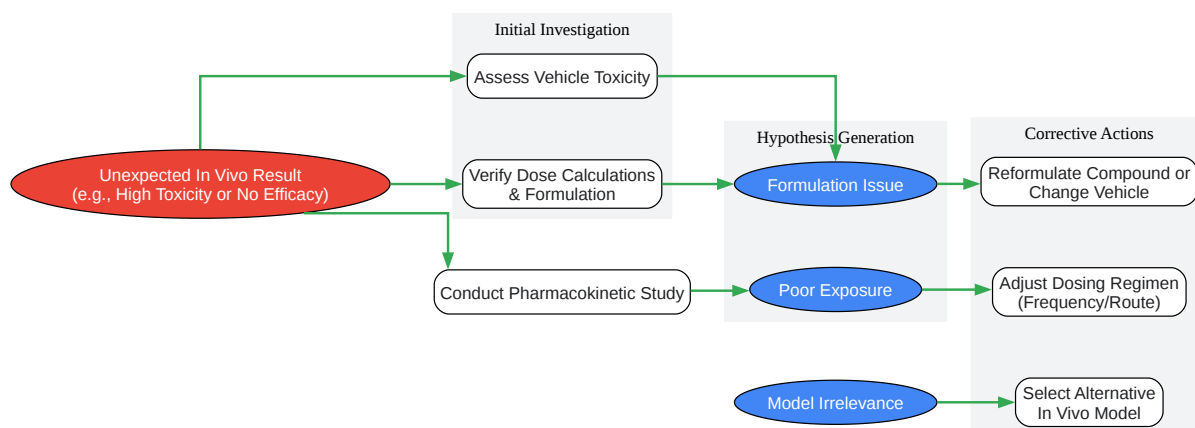 Initial Investigation
Assess Vehicle Toxicity
Hypothesis Generation
Corrective Actions
Unexpected In Vivo Result
(e.g., High Toxicity or No Efficacy)
Verify Dose Calculations
& Formulation
Formulation Issue
Reformulate Compound or
Change Vehicle
Conduct Pharmacokinetic Study
Poor Exposure
Adjust Dosing Regimen
(Frequency/Route)
Model Irrelevance
Select Alternative
In Vivo Model